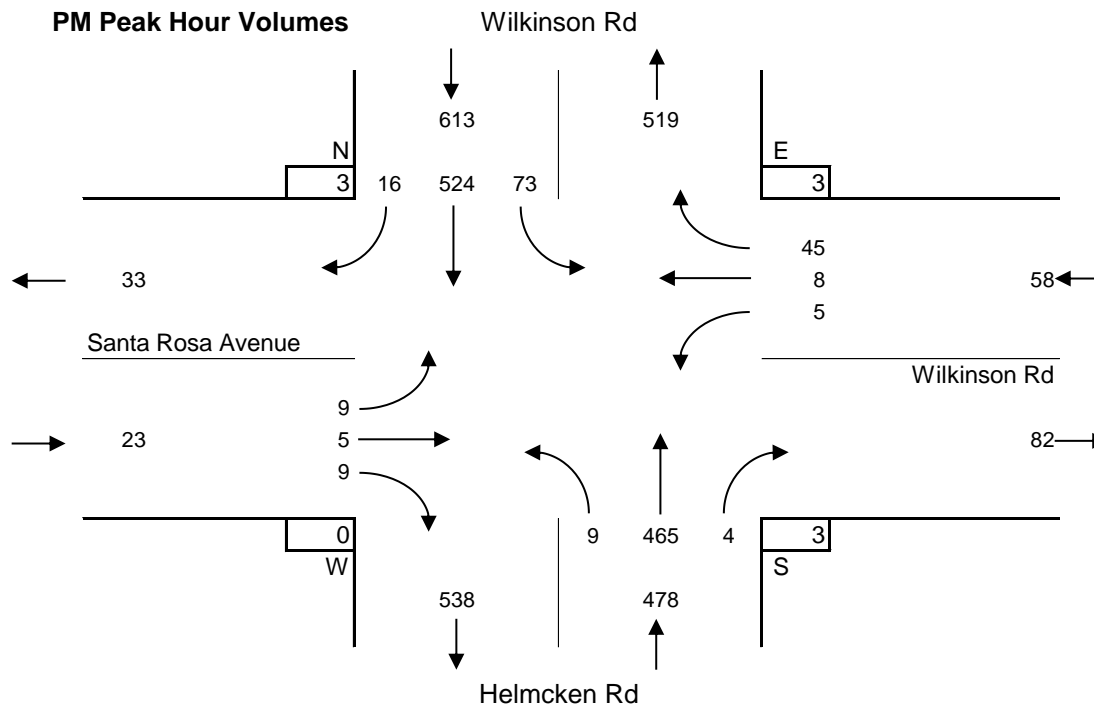 PM Peak Hour Volumes Wilkinson Rd
613 519
N E
3 16 524 73 3
45
33 8 58
5
Santa Rosa Avenue
Wilkinson Rd
9
23 5 82
9
0 9 465 4 3
W S
538 478
Helmcken Rd